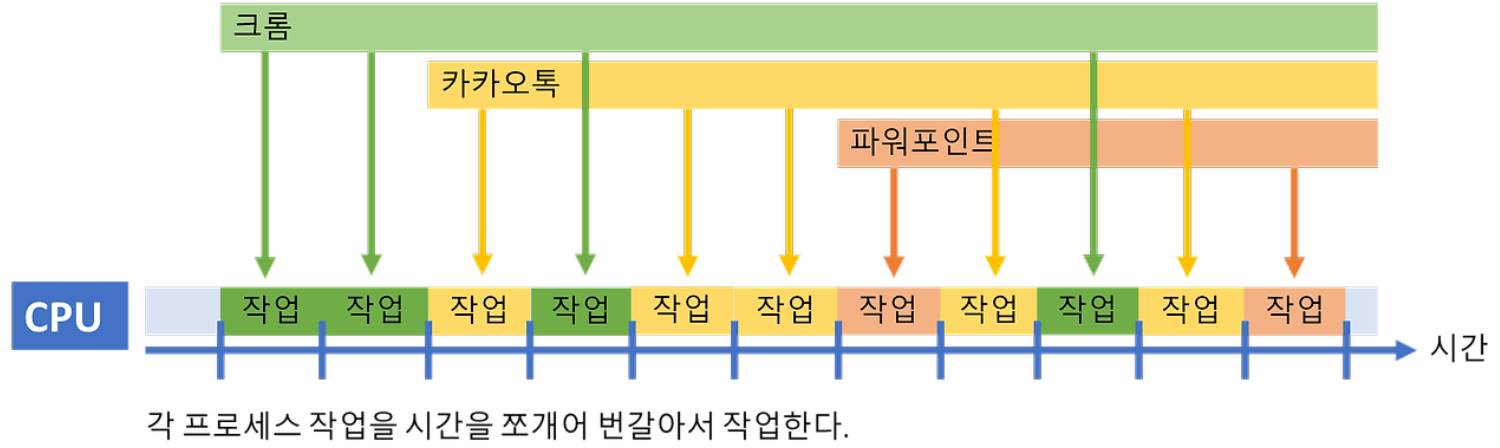 크롬
카카오톡
파워포인트
CPU
작업 작업 작업 작업 작업 작업 작업 작업 작업 작업 작업
시간
각 프로세스 작업을 시간을 쪼개어 번갈아서 작업한다.